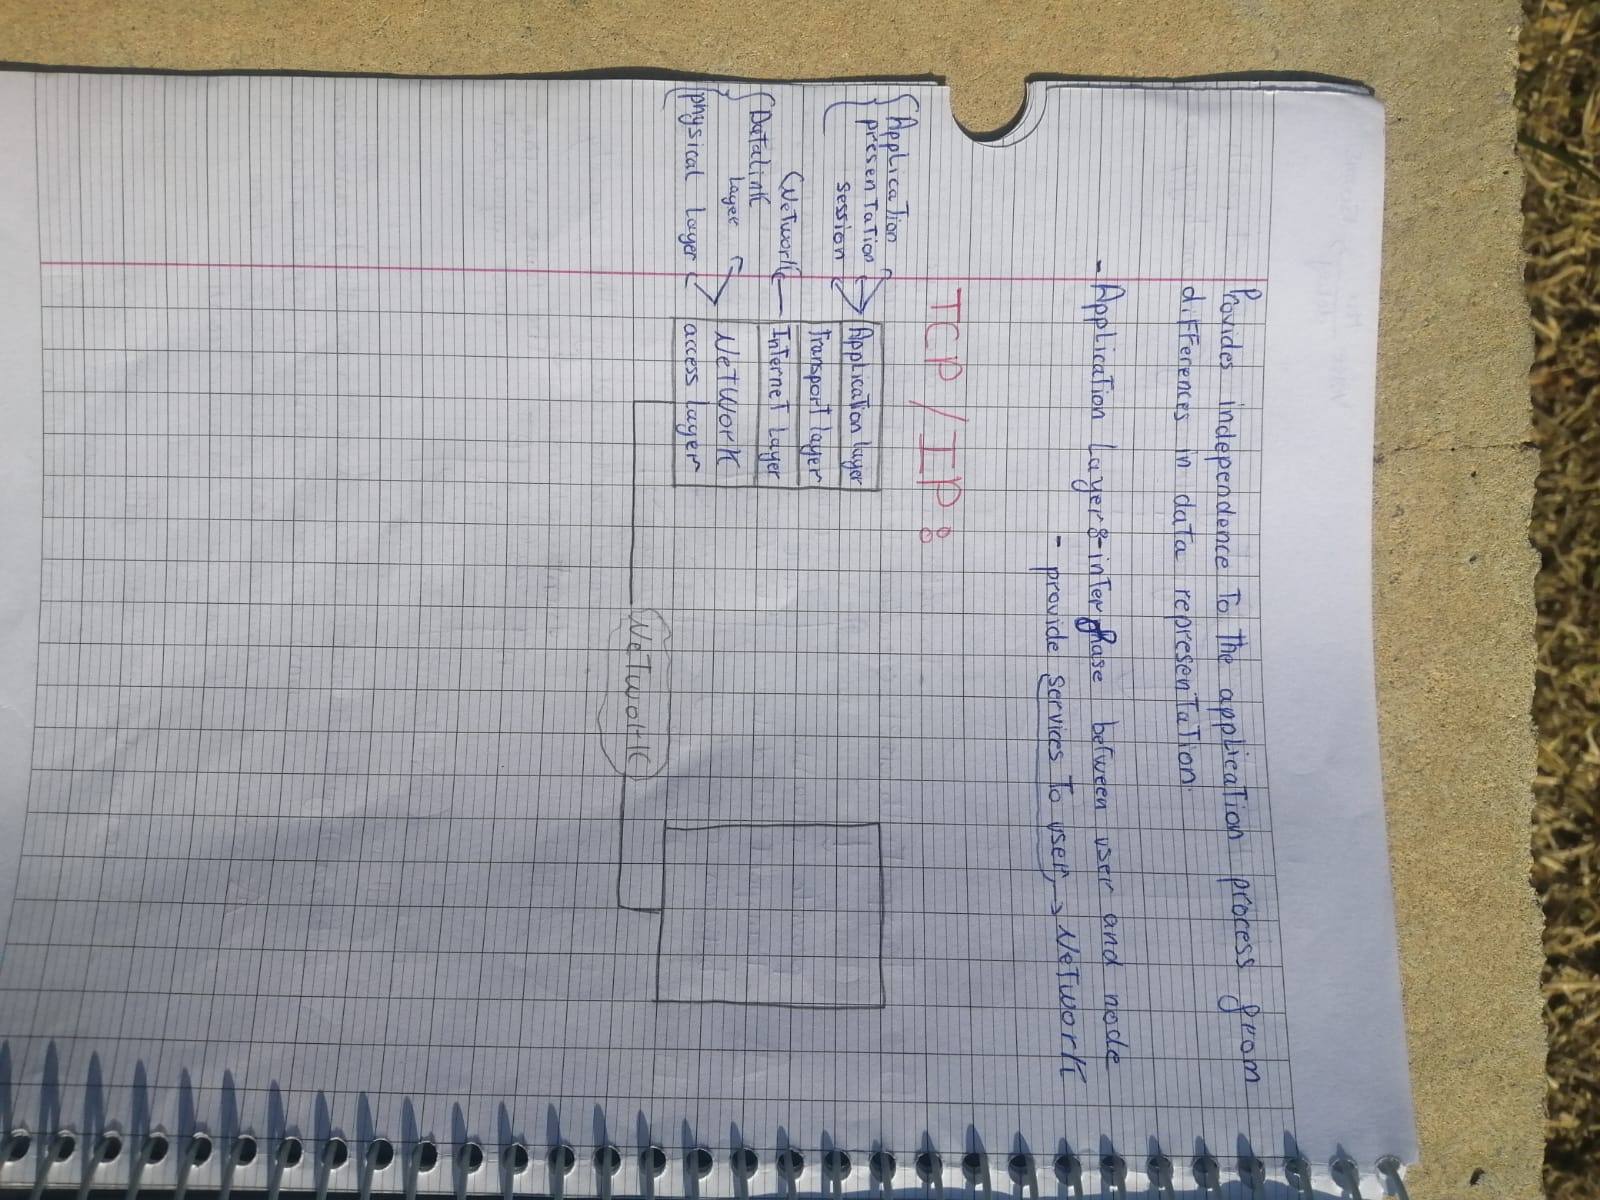 Provides independence To The application process from
differences in data representation.
- Application Layer :- interphase between user and node
- provide services To user, → NeTwork
TCP / IP :
Application
presentation
session
Application layer
Transport layer
NeTwork
Internet Layer
Datalink
Layer
physical Layer
NeTwork
access layer
NeTwork